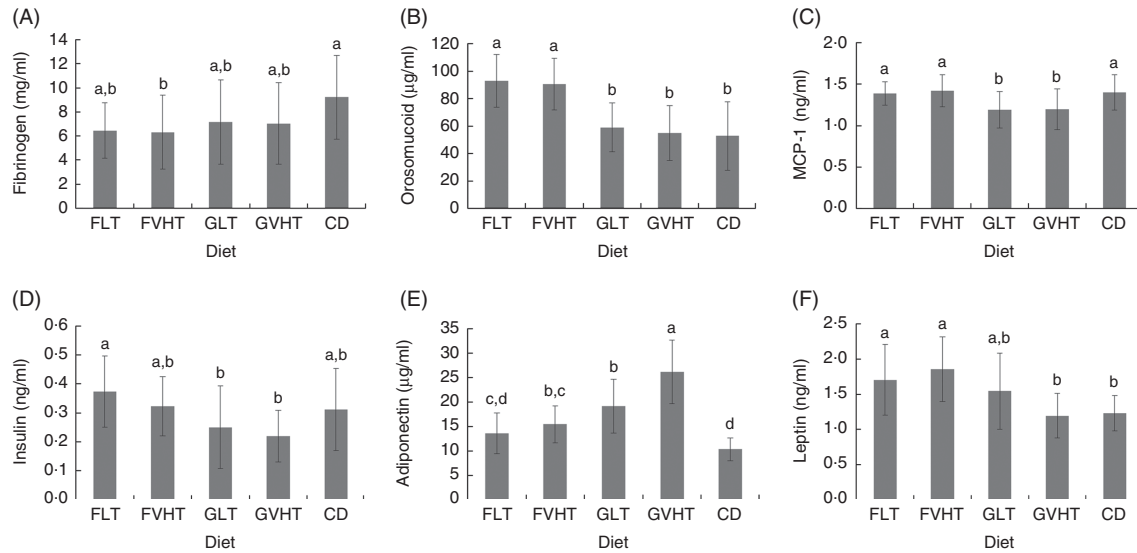 (A)
Fibrinogen (mg/ml)
14
12
10
8
6
4
2
0
a,b
b
a,b
a,b
a
FLT FVHT GLT GVHT CD
Diet
(B)
Orosomucoid (µg/ml)
120
100
80
60
40
20
0
a
a
b
b
b
FLT FVHT GLT GVHT CD
Diet
(C)
MCP-1 (ng/ml)
2·0
1·5
1·0
0·5
0·0
a
a
b
b
a
FLT FVHT GLT GVHT CD
Diet
(D)
Insulin (ng/ml)
0·6
0·5
0·4
0·3
0·2
0·1
0·0
a
a,b
b
b
a,b
FLT FVHT GLT GVHT CD
Diet
(E)
Adiponectin (µg/ml)
35
30
25
20
15
10
5
0
c,d
b,c
b
a
d
FLT FVHT GLT GVHT CD
Diet
(F)
Leptin (ng/ml)
2·5
2·0
1·5
1·0
0·5
0·0
a
a
a,b
b
b
FLT FVHT GLT GVHT CD
Diet